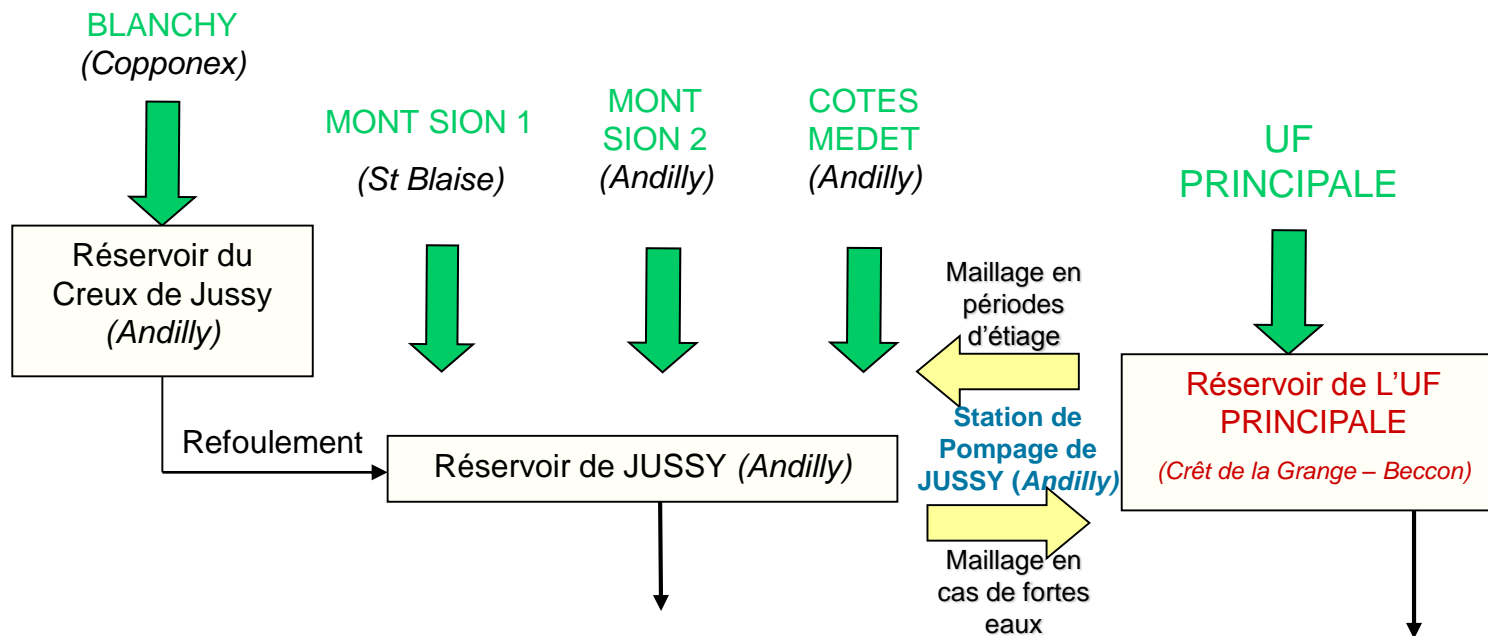 BLANCHY
(Copponex)
MONT SION 1
(St Blaise)
MONT
SION 2
(Andilly)
COTES
MEDET
(Andilly)
UF
PRINCIPALE
Réservoir du
Creux de Jussy
(Andilly)
Refoulement
Réservoir de JUSSY (Andilly)
Maillage en
périodes
d’étiage
Station de
Pompage de
JUSSY (Andilly)
Maillage en
cas de fortes
eaux
Réservoir de L’UF
PRINCIPALE
(Crêt de la Grange – Beccon)